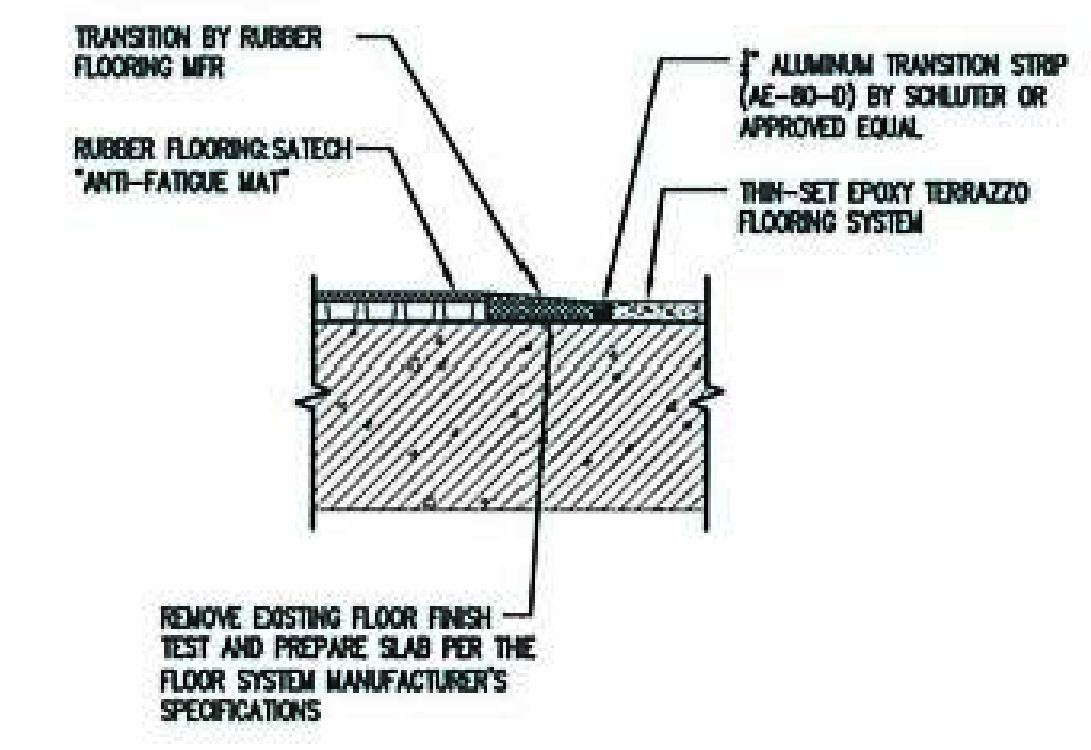 TRANSITION BY RUBBER
FLOORING MFR
RUBBER FLOORING: SATECH
"ANTI-FATIGUE MAT"
ALUMINUM TRANSITION STRIP
(AE-80-D) BY SCHLUTER OR
APPROVED EQUAL
THIN-SET EPOXY TERRAZZO
FLOORING SYSTEM
REMOVE EXISTING FLOOR FINISH
TEST AND PREPARE SLAB PER THE
FLOOR SYSTEM MANUFACTURER'S
SPECIFICATIONS